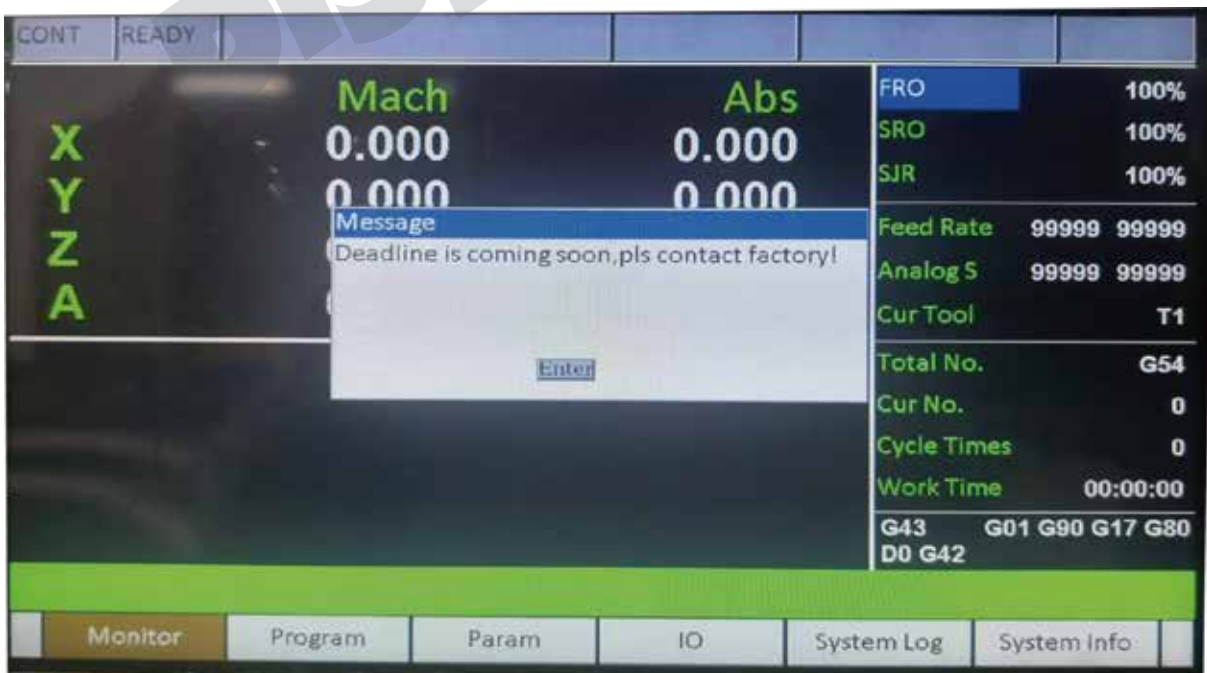 CONT READY
Mach Abs
X 0.000 0.000
Y 0.000 0.000
Z
A
Message
Deadline is coming soon,pls contact factory!
Enter
FRO 100%
SRO 100%
SJR 100%
Feed Rate 99999 99999
Analog S 99999 99999
Cur Tool T1
Total No. G54
Cur No. 0
Cycle Times 0
Work Time 00:00:00
G43 G01 G90 G17 G80
D0 G42
Monitor Program Param IO System Log System Info